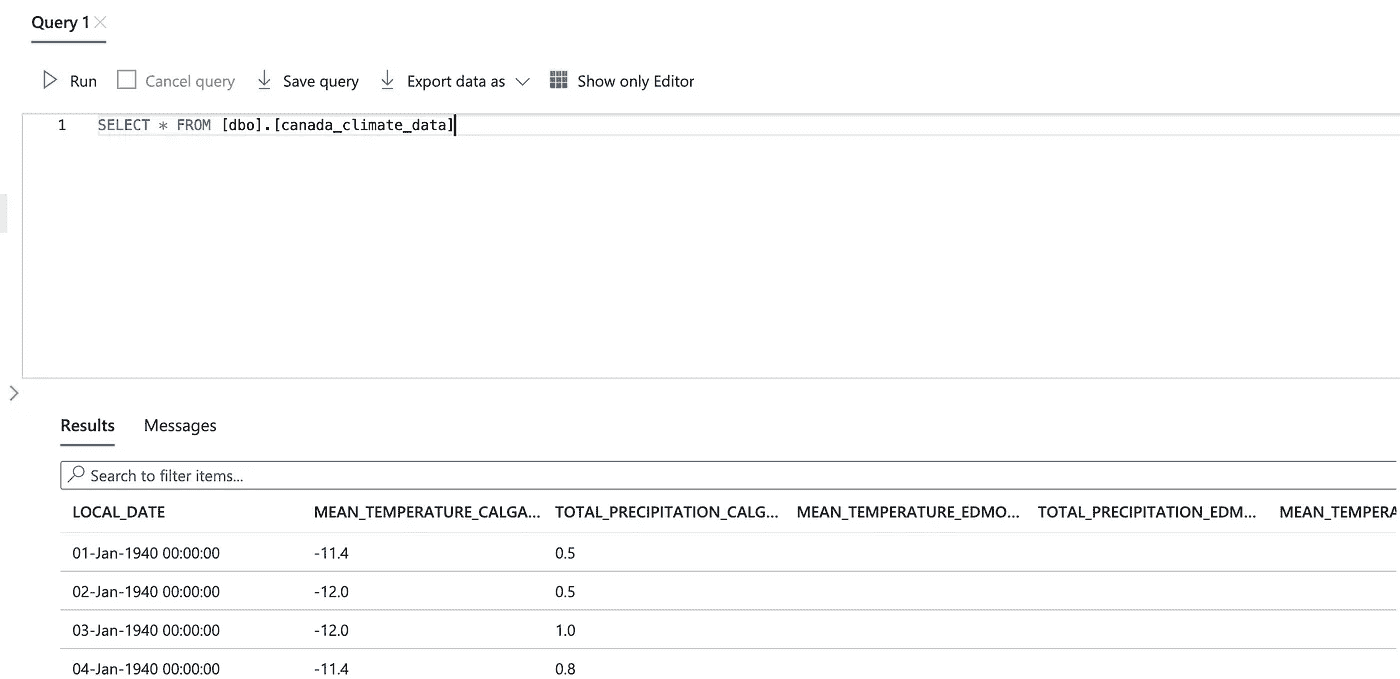 Query 1
Run Cancel query Save query Export data as Show only Editor
1 SELECT * FROM [dbo].[canada_climate_data]
Results Messages
Search to filter items...
LOCAL_DATE MEAN_TEMPERATURE_CALGA... TOTAL_PRECIPITATION_CALG... MEAN_TEMPERATURE_EDMO... TOTAL_PRECIPITATION_EDM... MEAN_TEMPERA
01-Jan-1940 00:00:00 -11.4 0.5
02-Jan-1940 00:00:00 -12.0 0.5
03-Jan-1940 00:00:00 -12.0 1.0
04-Jan-1940 00:00:00 -11.4 0.8